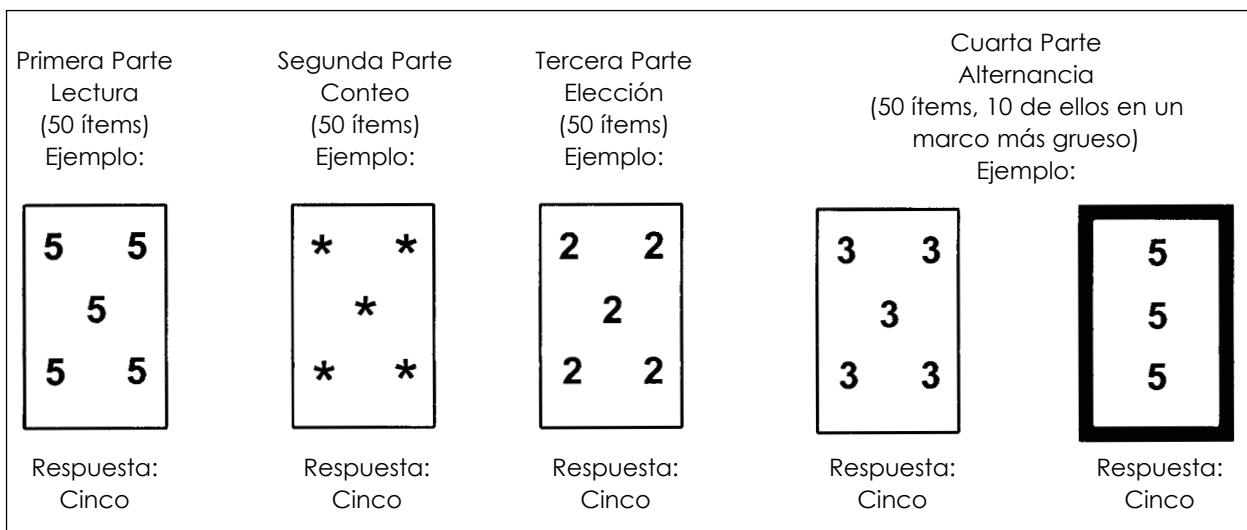 Primera Parte
Lectura
(50 ítems)
Ejemplo:
5 5
5
5 5
Respuesta:
Cinco
Segunda Parte
Conteo
(50 ítems)
Ejemplo:
* *
*
* *
Respuesta:
Cinco
Tercera Parte
Elección
(50 ítems)
Ejemplo:
2 2
2
2 2
Respuesta:
Cinco
Cuarta Parte
Alternancia
(50 ítems, 10 de ellos en un
marco más grueso)
Ejemplo:
3 3
3
3 3
Respuesta:
Cinco
5
5
5
Respuesta:
Cinco